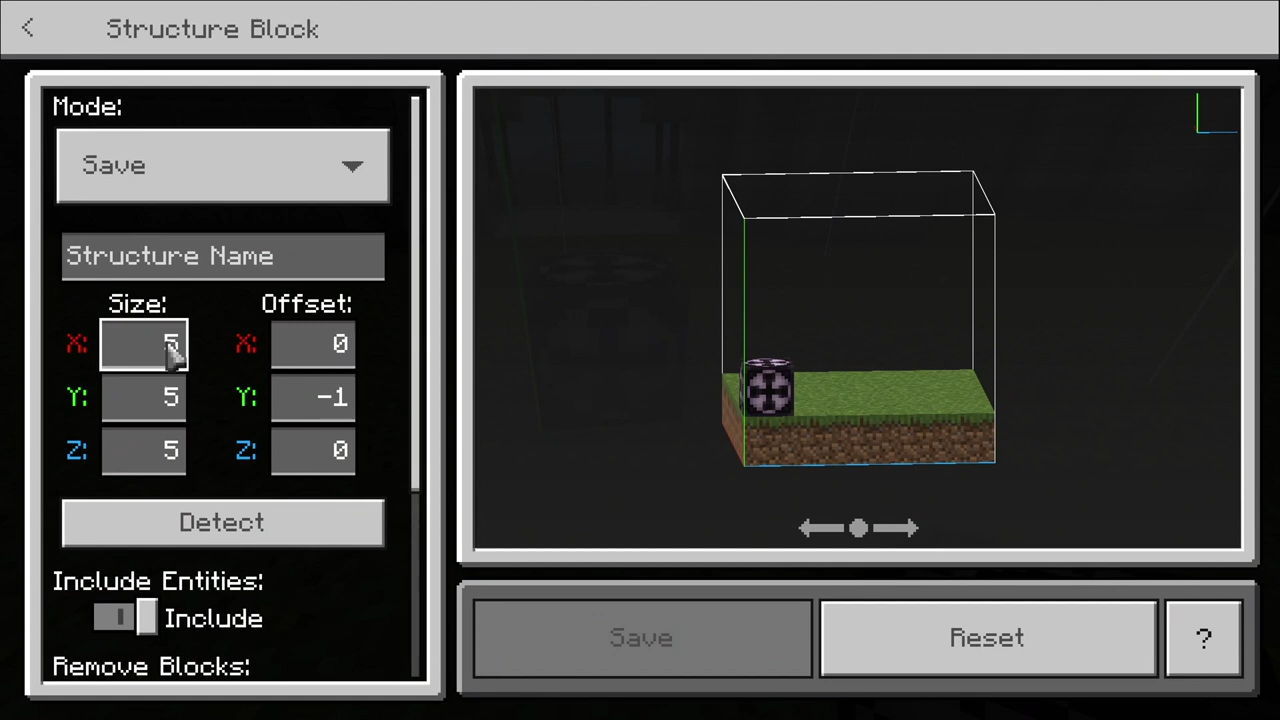 Structure Block
Mode:
Save
Structure Name
Size: Offset:
X: 5 X: 0
Y: 5 Y: -1
Z: 5 Z: 0
Detect
Include Entities:
Include
Remove Blocks:
Save Reset ?